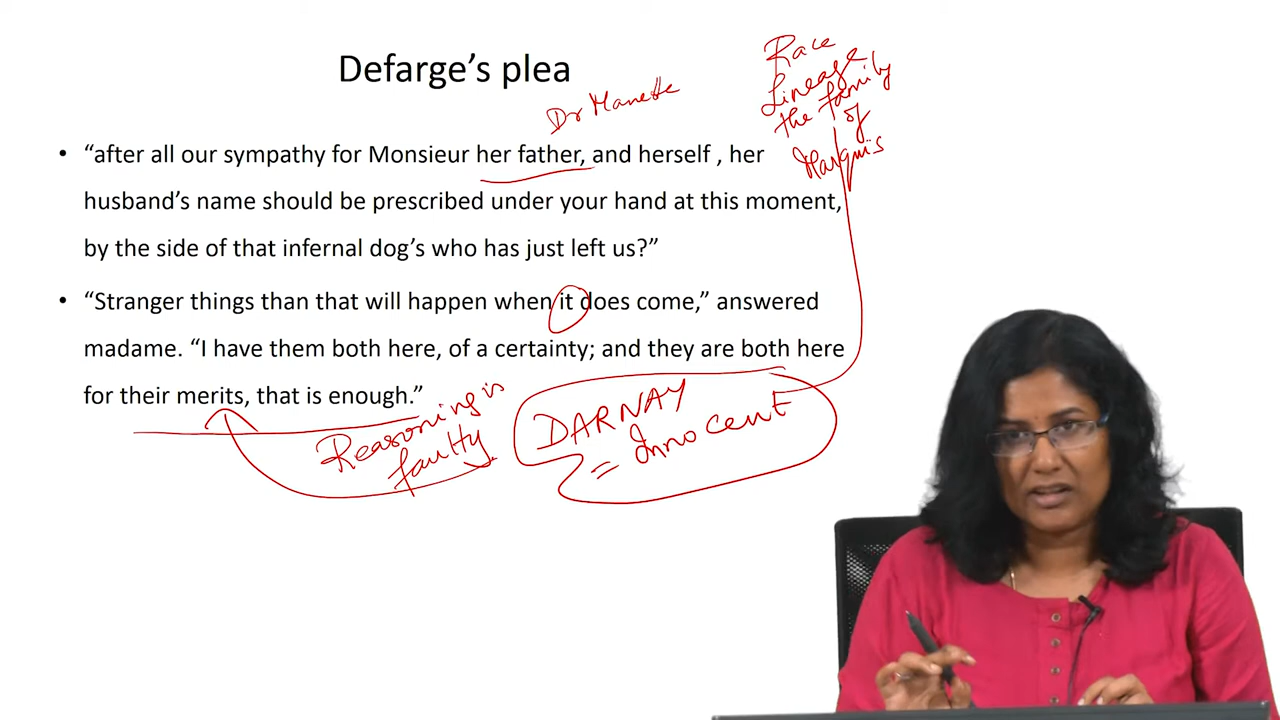 Defarge’s plea
Dr Manette
Race
Lineage
the family
of
Marquis
• “after all our sympathy for Monsieur her father, and herself , her
husband’s name should be prescribed under your hand at this moment,
by the side of that infernal dog’s who has just left us?”
• “Stranger things than that will happen when it does come,” answered
madame. “I have them both here, of a certainty; and they are both here
for their merits, that is enough.”
Reasoning is
faulty
DARNAY
= Innocent